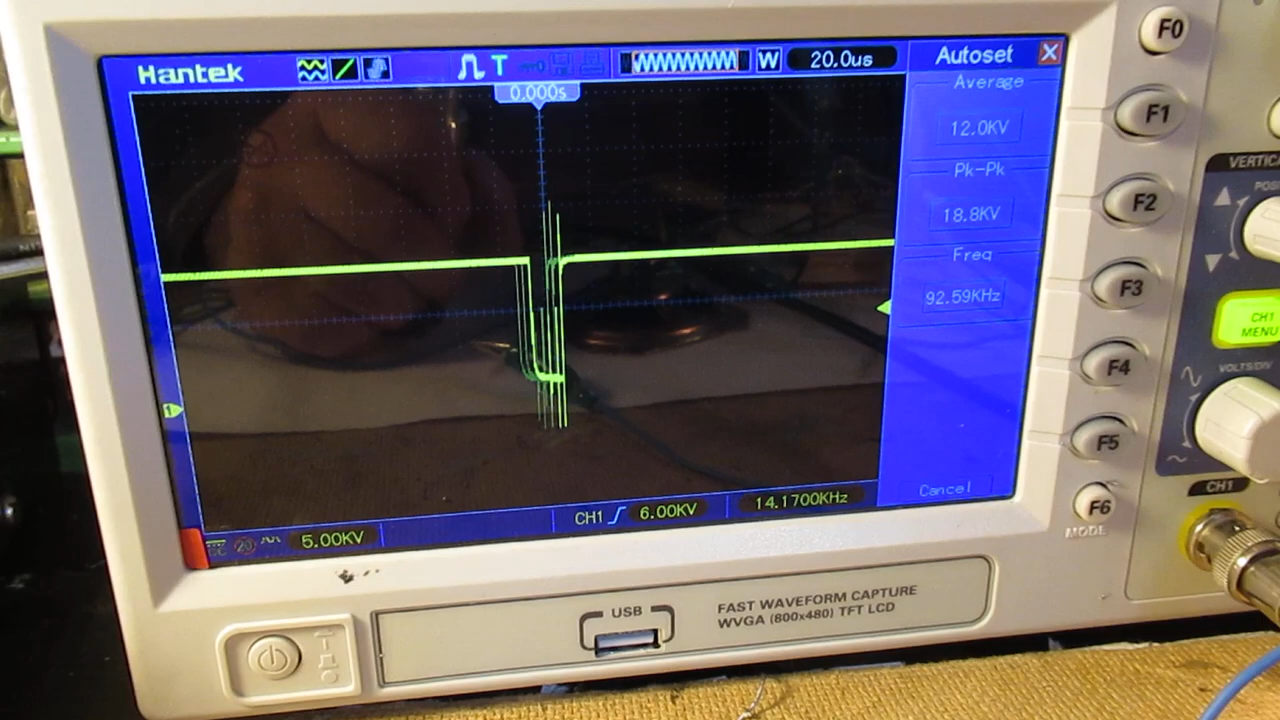 Hantek
T
W
20.0us
Autoset
0.000s
Average
12.0KV
Pk-Pk
18.8KV
Freq
92.59KHz
Cancel
1
20
5.00KV
CH1
6.00KV
14.1700KHz
F0
F1
F2
F3
F4
F5
F6
MODE
CH1
MENU
VOLTS/DIV
CH1
USB
FAST WAVEFORM CAPTURE
WVGA (800x480) TFT LCD